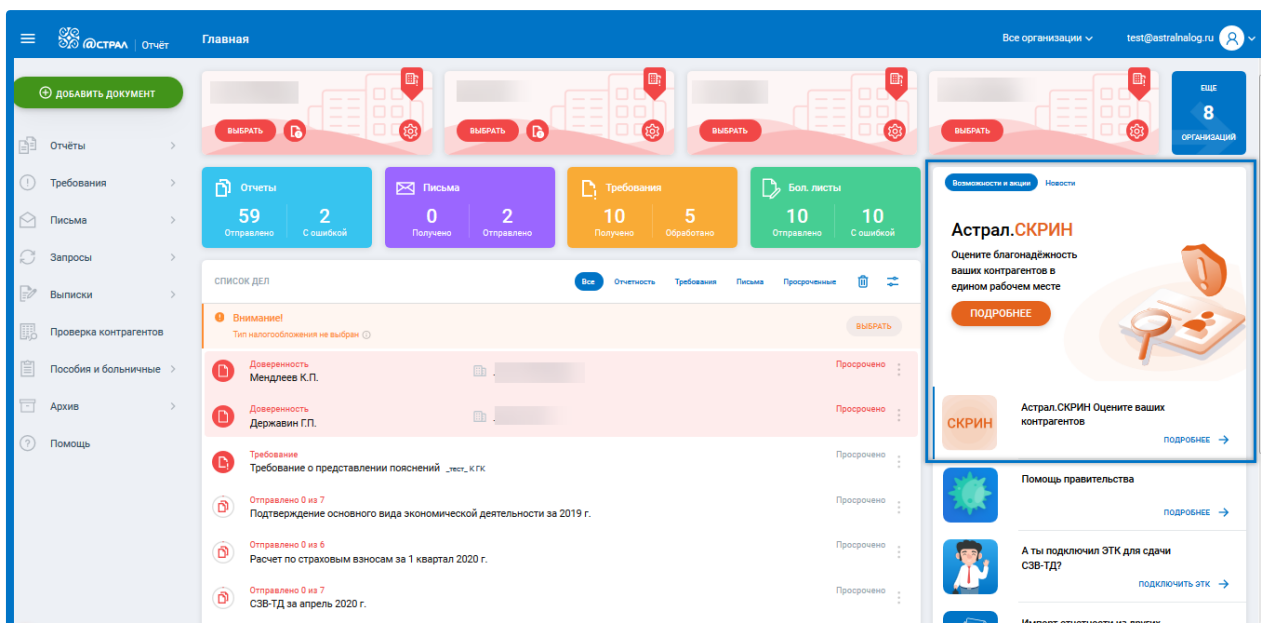 @СТРАЛ | Отчёт
Главная
Все организации
test@astralnalog.ru
ДОБАВИТЬ ДОКУМЕНТ
Отчёты
Требования
Письма
Запросы
Выписки
Проверка контрагентов
Пособия и больничные
Архив
Помощь
ВЫБРАТЬ
ВЫБРАТЬ
ВЫБРАТЬ
ВЫБРАТЬ
ЕЩЕ
8
ОРГАНИЗАЦИЙ
Отчеты
59 2
Отправлено С ошибкой
Письма
0 2
Получено Отправлено
Требования
10 5
Получено Обработано
Бол. листы
10 10
Отправлено С ошибкой
СПИСОК ДЕЛ
Все Отчетность Требования Письма Просроченные
Внимание!
Тип налогообложения не выбран
ВЫБРАТЬ
Доверенность
Мендлеев К.П.
Просрочено
Доверенность
Державин Г.П.
Просрочено
Требование
Требование о представлении пояснений _тест_ КГК
Просрочено
Отправлено 0 из 7
Подтверждение основного вида экономической деятельности за 2019 г.
Просрочено
Отправлено 0 из 6
Расчет по страховым взносам за 1 квартал 2020 г.
Просрочено
Отправлено 0 из 7
СЗВ-ТД за апрель 2020 г.
Просрочено
Возможности и акции Новости
Астрал.СКРИН
Оцените благонадёжность
ваших контрагентов в
едином рабочем месте
ПОДРОБНЕЕ
СКРИН
Астрал.СКРИН Оцените ваших
контрагентов
ПОДРОБНЕЕ
Помощь правительства
ПОДРОБНЕЕ
А ты подключил ЭТК для сдачи
СЗВ-ТД?
ПОДКЛЮЧИТЬ ЭТК
Импорт отчетности из других